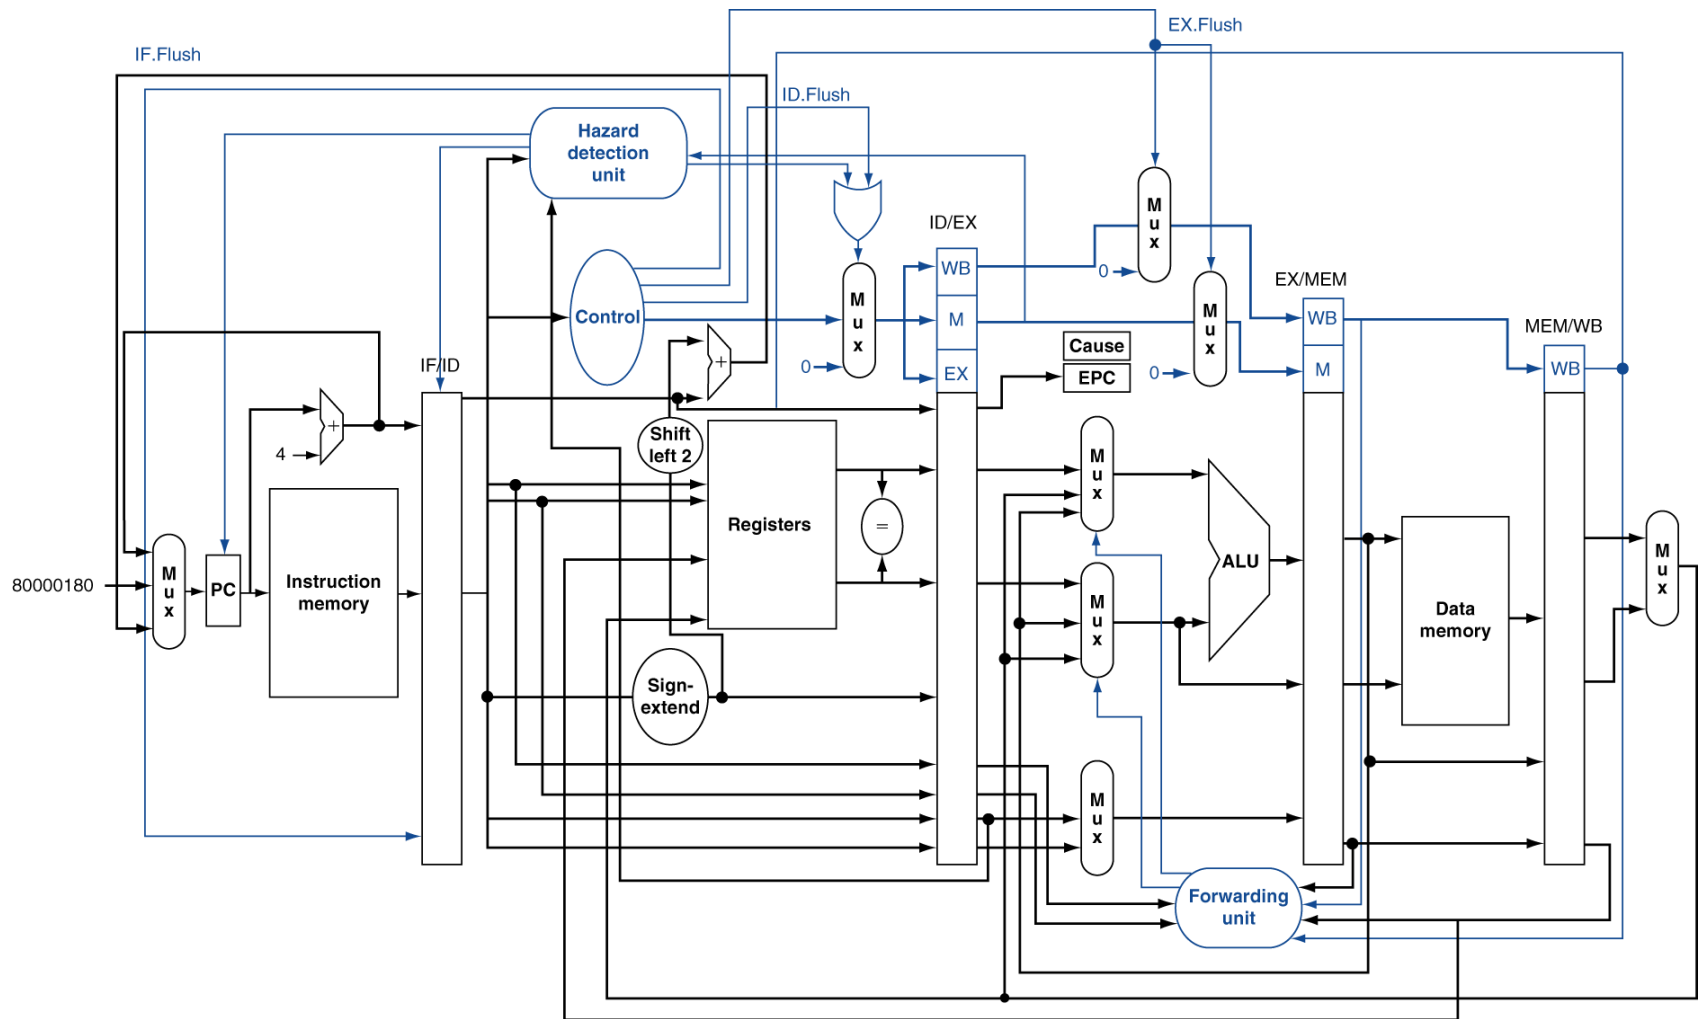 EX.Flush
IF.Flush
ID.Flush
Hazard
detection
unit
M
u
x
ID/EX
WB
0
EX/MEM
M
u
x
M
u
x
Control
M
WB
MEM/WB
Cause
+
IF/ID
0
EX
EPC
0
M
WB
+
4
Shift
left 2
M
u
x
Registers
=
M
u
x
80000180
M
u
x
PC
Instruction
memory
ALU
M
u
x
Data
memory
Sign-
extend
M
u
x
Forwarding
unit